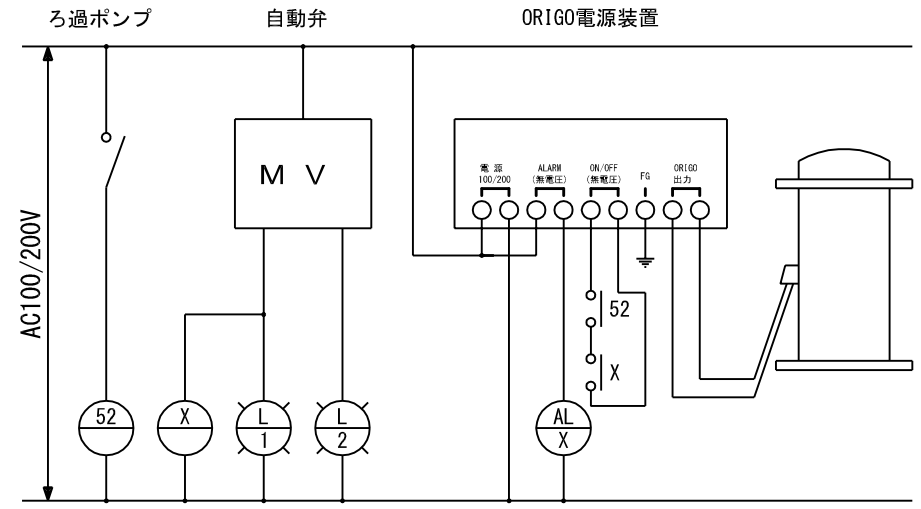 ろ過ポンプ
自動弁
ORIGO電源装置
AC100/200V
M V
電 源
100/200
ALARM
(無電圧)
ON/OFF
(無電圧)
FG
ORIGO
出力
52
X
52
X
L
1
L
2
AL
X